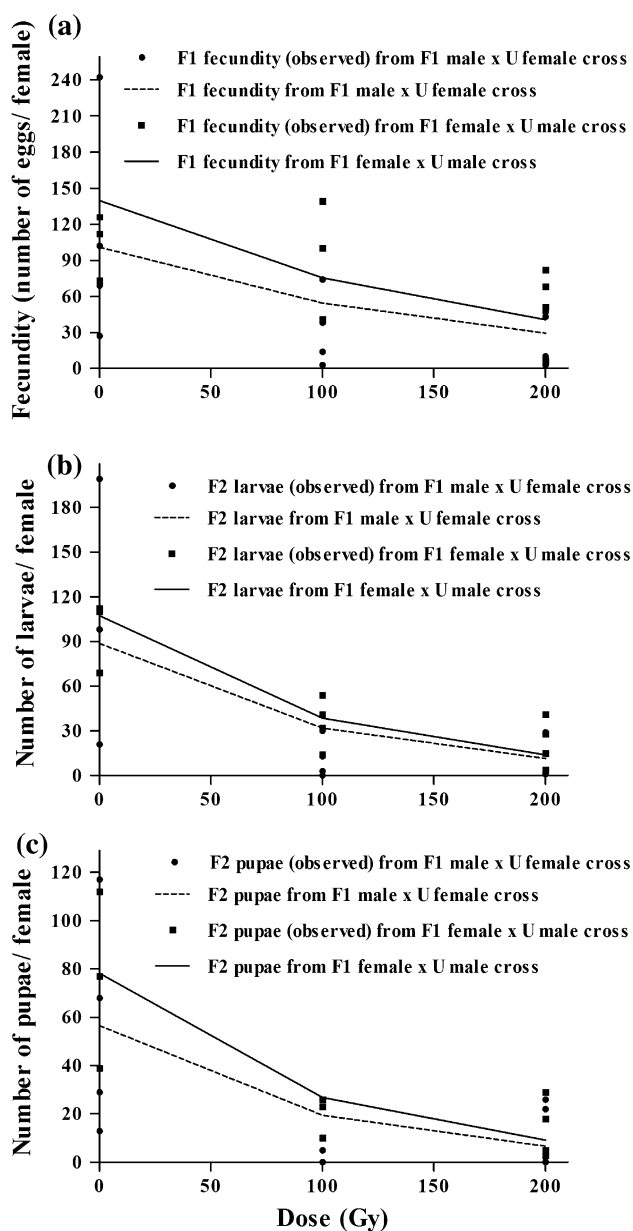 (a)
F1 fecundity (observed) from F1 male x U female cross
F1 fecundity from F1 male x U female cross
F1 fecundity (observed) from F1 female x U male cross
F1 fecundity from F1 female x U male cross
Fecundity (number of eggs/ female)
240
210
180
150
120
90
60
30
0
0
50
100
150
200
(b)
F2 larvae (observed) from F1 male x U female cross
F2 larvae from F1 male x U female cross
F2 larvae (observed) from F1 female x U male cross
F2 larvae from F1 female x U male cross
Number of larvae/ female
180
150
120
90
60
30
0
0
50
100
150
200
(c)
F2 pupae (observed) from F1 male x U female cross
F2 pupae from F1 male x U female cross
F2 pupae (observed) from F1 female x U male cross
F2 pupae from F1 female x U male cross
Number of pupae/ female
120
100
80
60
40
20
0
0
50
100
150
200
Dose (Gy)